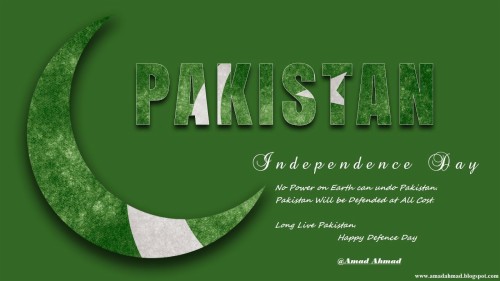 PAKISTAN
Independence Day
No Power on Earth can undo Pakistan.
Pakistan Will be Defended at All Cost.
Long Live Pakistan.
Happy Defence Day
@Amad Ahmad
www.amadahmad.blogspot.com